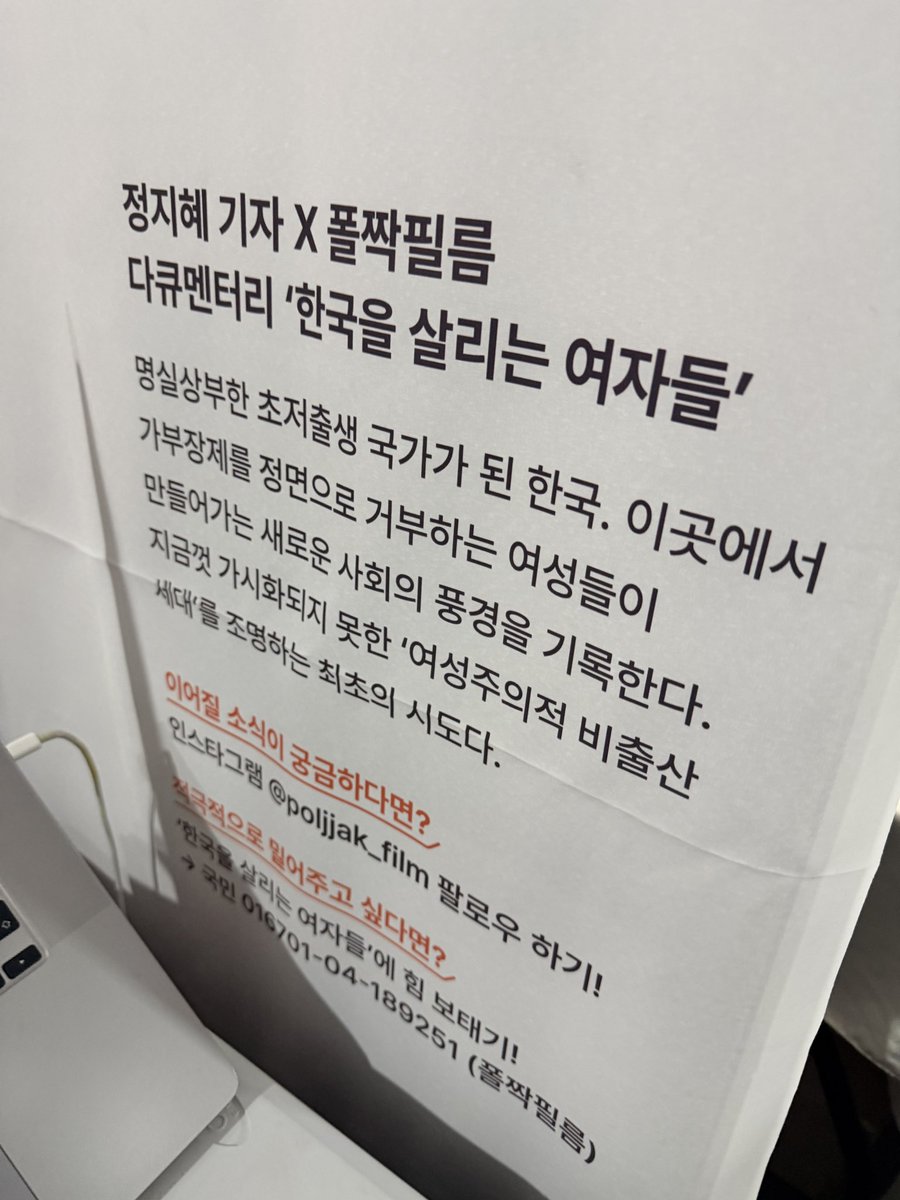 정지혜 기자 X 폴짝필름
다큐멘터리 ‘한국을 살리는 여자들’
명실상부한 초저출생 국가가 된 한국. 이곳에서
가부장제를 정면으로 거부하는 여성들이
만들어가는 새로운 사회의 풍경을 기록한다.
지금껏 가시화되지 못한 ‘여성주의적 비출산
세대‘를 조명하는 최초의 시도다.
이어질 소식이 궁금하다면?
인스타그램 @poljjak_film 팔로우 하기!
적극적으로 밀어주고 싶다면?
‘한국을 살리는 여자들’에 힘 보태기!
→ 국민 016701-04-189251 (폴짝필름)